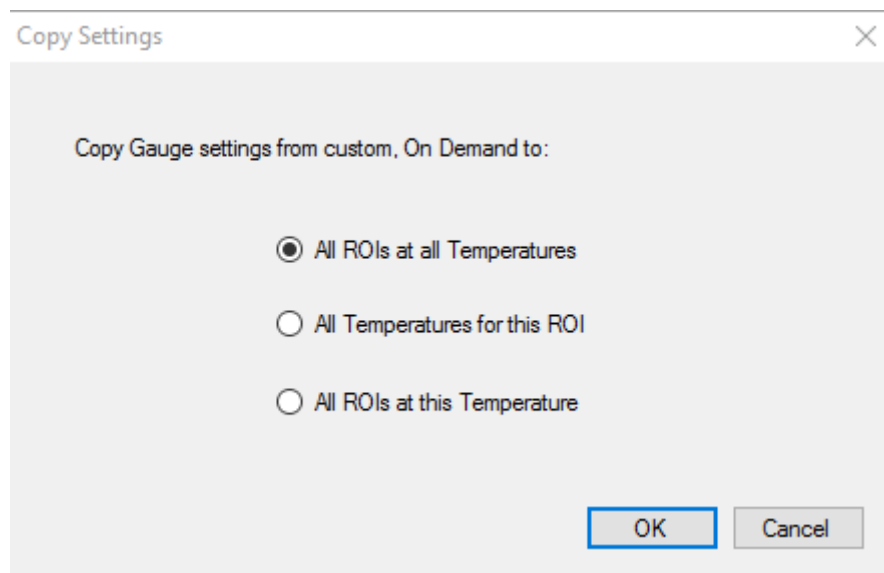 Copy Settings
Copy Gauge settings from custom, On Demand to:
All ROIs at all Temperatures
All Temperatures for this ROI
All ROIs at this Temperature
OK Cancel